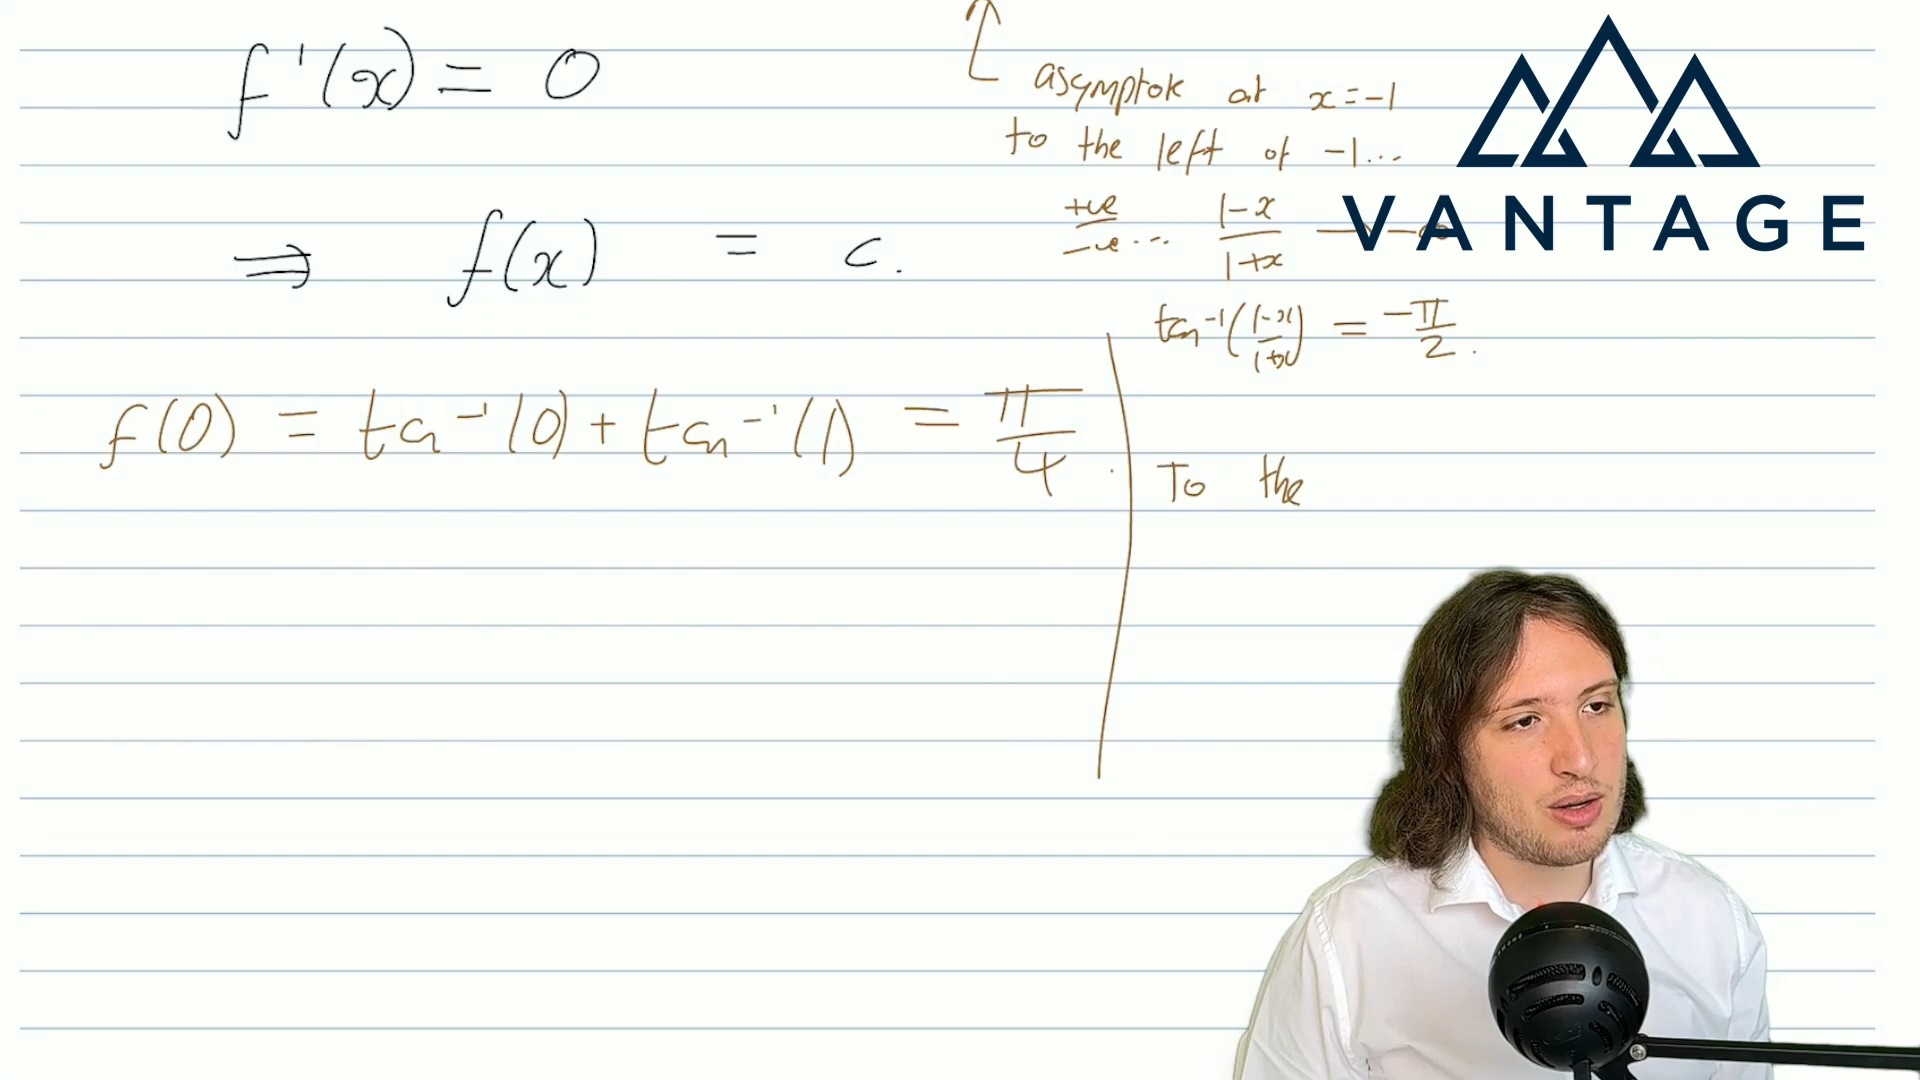 f'(x) = 0
⇒ f(x) = c.
f(0) = tan⁻¹(0) + tan⁻¹(1) = π/4.
asymptote at x=-1
to the left of -1...
+ve/-ve... (1-x)/(1+x) → -∞
tan⁻¹((1-x)/(1+x)) = -π/2.
To the
VANTAGE